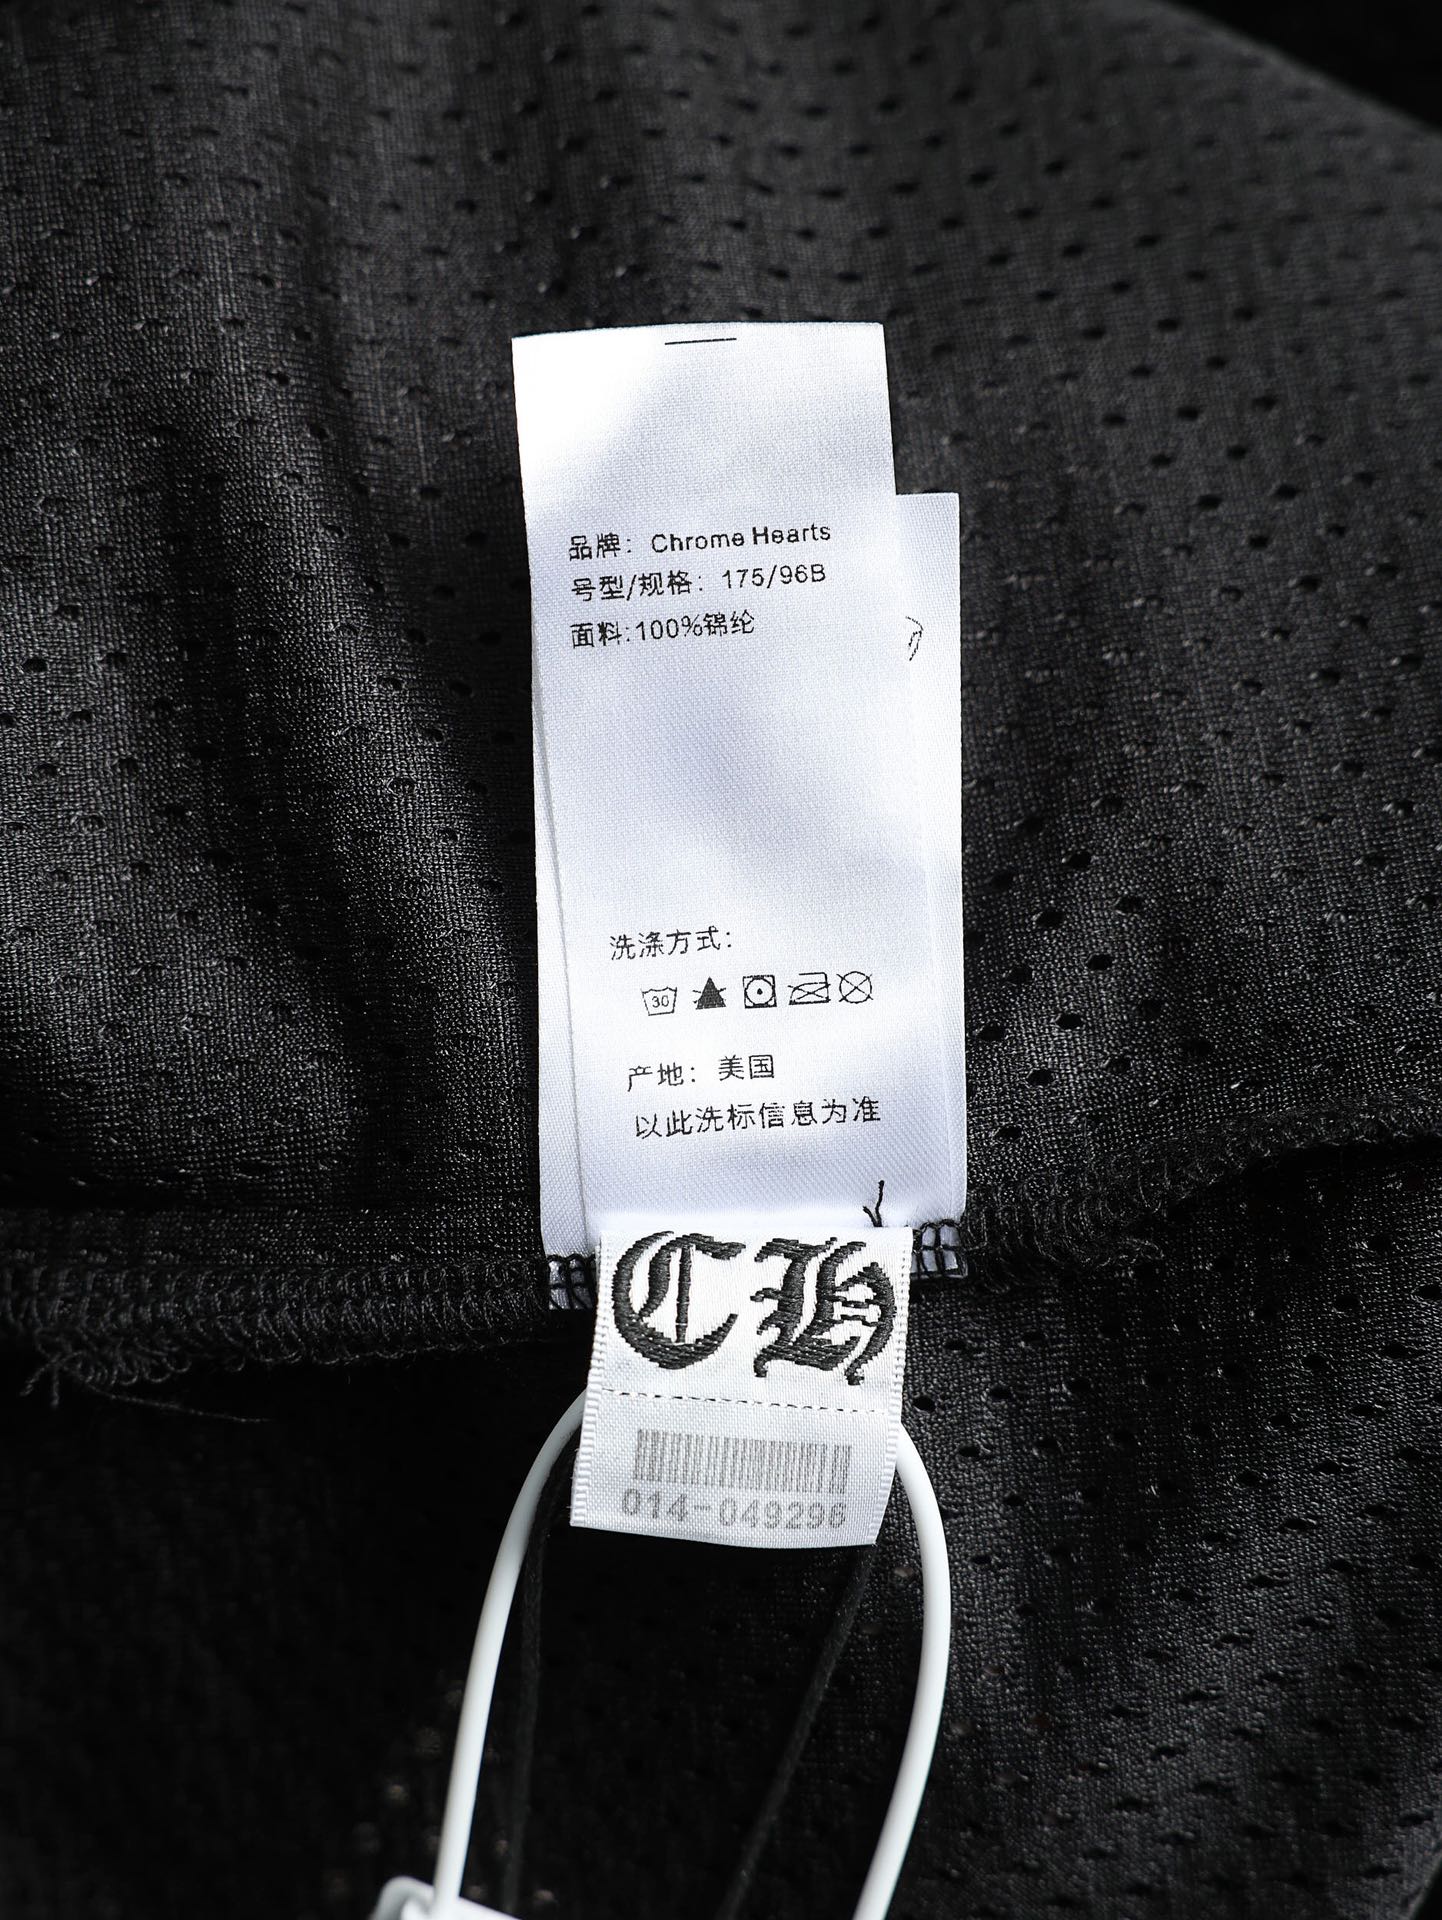 品牌：Chrome Hearts
号型/规格：175/96B
面料:100%锦纶
洗涤方式：
30
产地：美国
以此洗标信息为准
CH
014-049296